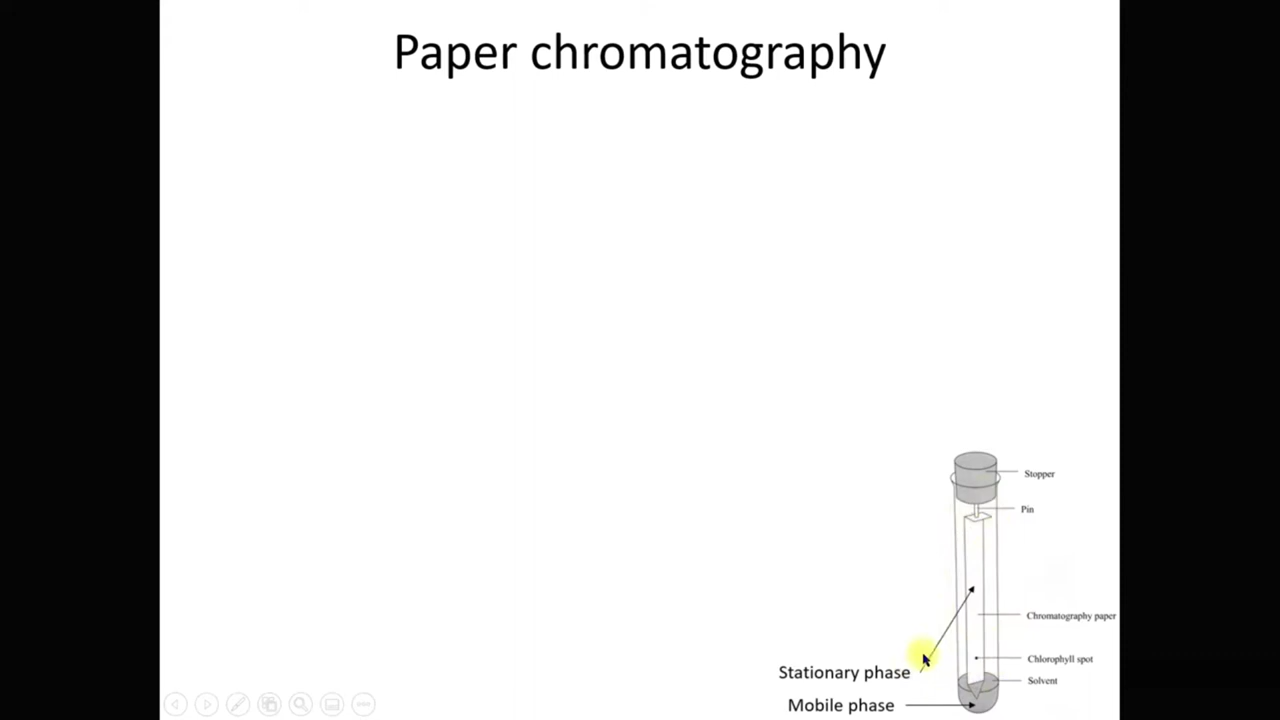 Paper chromatography
Stopper
Pin
Chromatography paper
Chlorophyll spot
Stationary phase
Solvent
Mobile phase